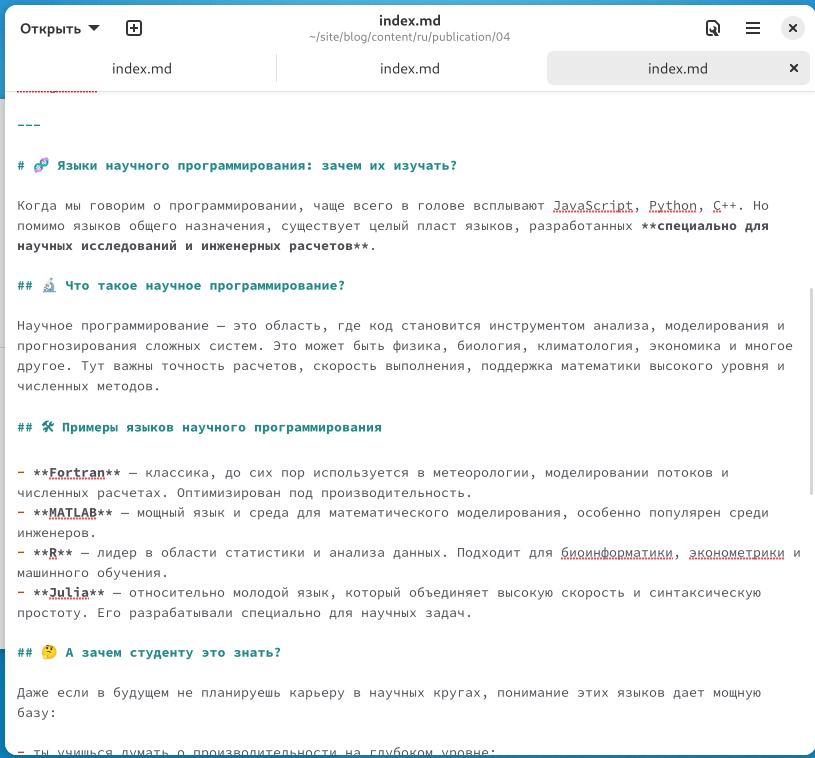 Открыть
index.md
~/site/blog/content/ru/publication/04
index.md
index.md
index.md
---
# 🧬 Языки научного программирования: зачем их изучать?
Когда мы говорим о программировании, чаще всего в голове всплывают JavaScript, Python, C++. Но
помимо языков общего назначения, существует целый пласт языков, разработанных **специально для
научных исследований и инженерных расчетов**.
## 🔬 Что такое научное программирование?
Научное программирование — это область, где код становится инструментом анализа, моделирования и
прогнозирования сложных систем. Это может быть физика, биология, климатология, экономика и многое
другое. Тут важны точность расчетов, скорость выполнения, поддержка математики высокого уровня и
численных методов.
## 🛠 Примеры языков научного программирования
- **Fortran** — классика, до сих пор используется в метеорологии, моделировании потоков и
численных расчетах. Оптимизирован под производительность.
- **MATLAB** — мощный язык и среда для математического моделирования, особенно популярен среди
инженеров.
- **R** — лидер в области статистики и анализа данных. Подходит для биоинформатики, эконометрики и
машинного обучения.
- **Julia** — относительно молодой язык, который объединяет высокую скорость и синтаксическую
простоту. Его разрабатывали специально для научных задач.
## 🤔 А зачем студенту это знать?
Даже если в будущем не планируешь карьеру в научных кругах, понимание этих языков дает мощную
базу:
- ты учишься думать о производительности на глубоком уровне;